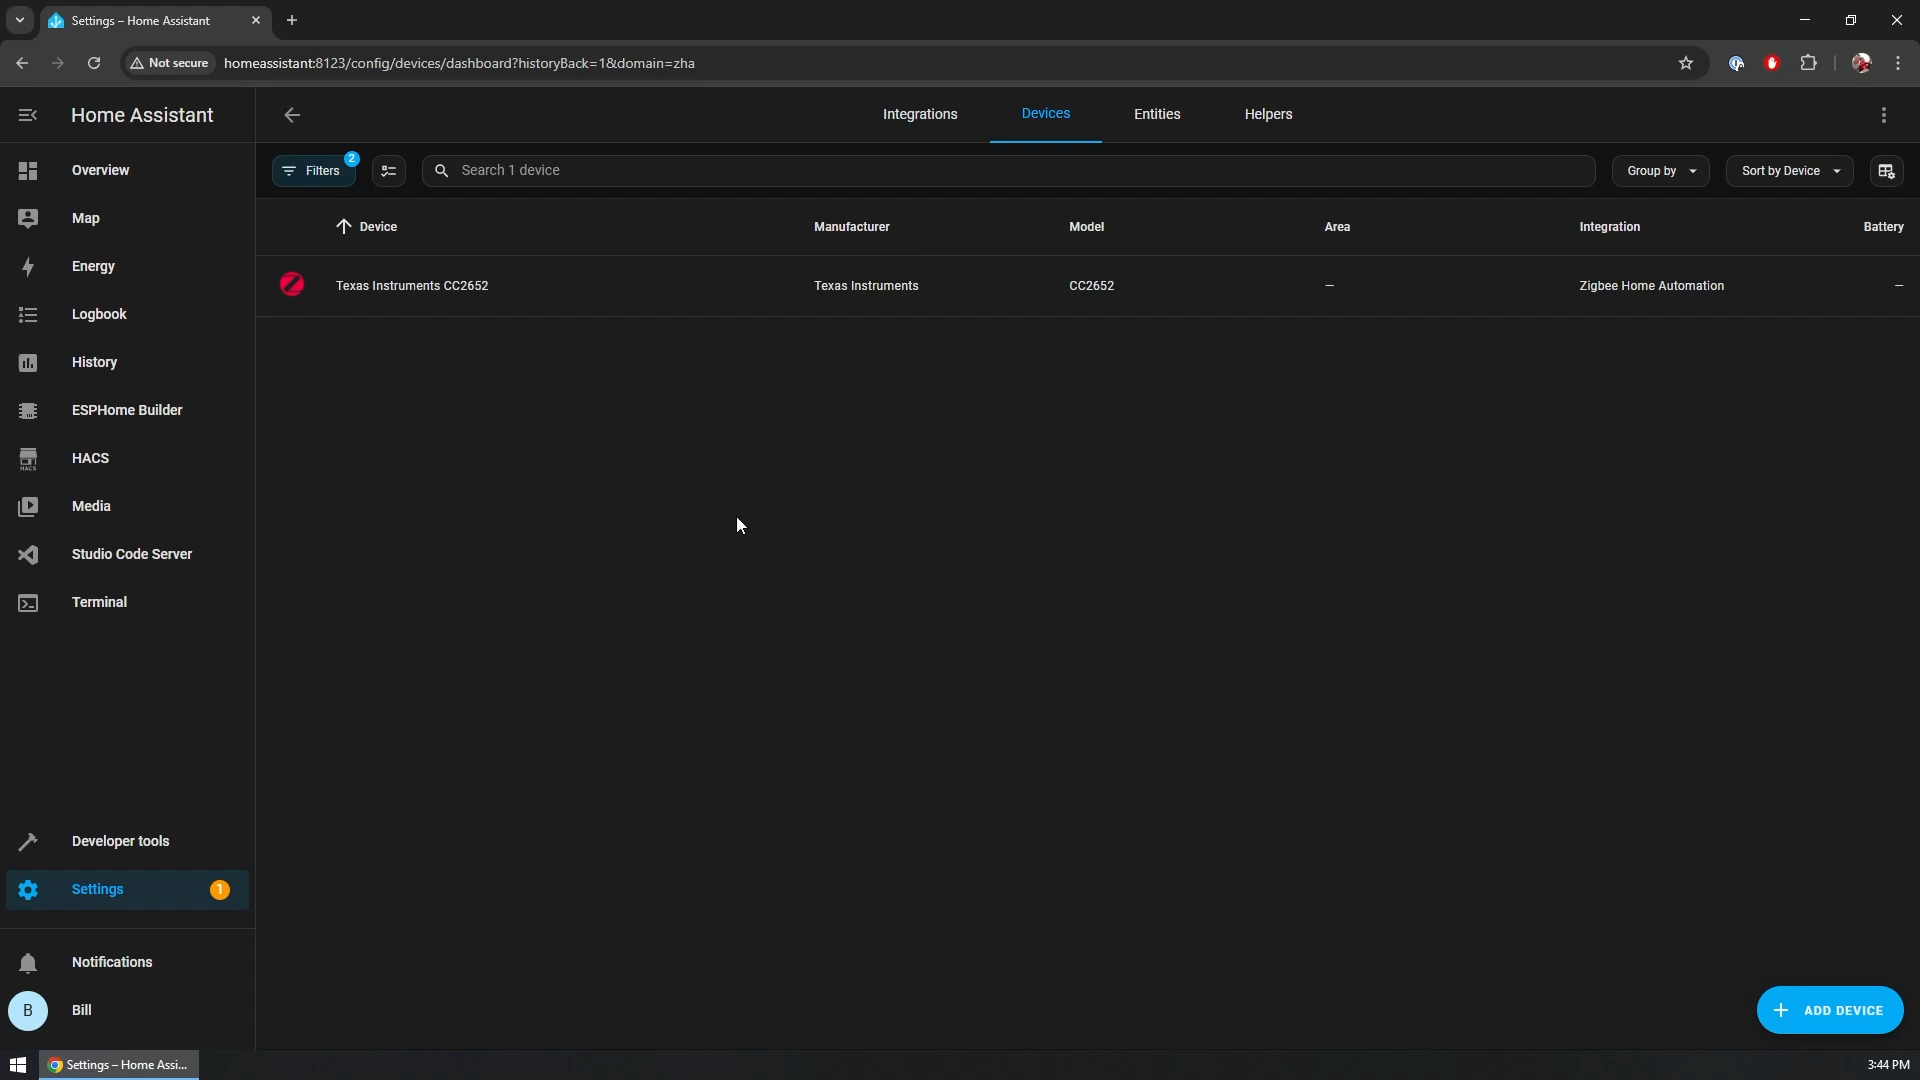 Settings – Home Assistant
Not secure
homeassistant:8123/config/devices/dashboard?historyBack=1&domain=zha
Home Assistant
Integrations
Devices
Entities
Helpers
Overview
Filters
2
Search 1 device
Group by
Sort by Device
Map
Device
Manufacturer
Model
Area
Integration
Battery
Energy
Texas Instruments CC2652
Texas Instruments
CC2652
–
Zigbee Home Automation
–
Logbook
History
ESPHome Builder
HACS
HACS
Media
Studio Code Server
Terminal
Developer tools
Settings
1
Notifications
B
Bill
ADD DEVICE
Settings – Home Assi...
3:44 PM